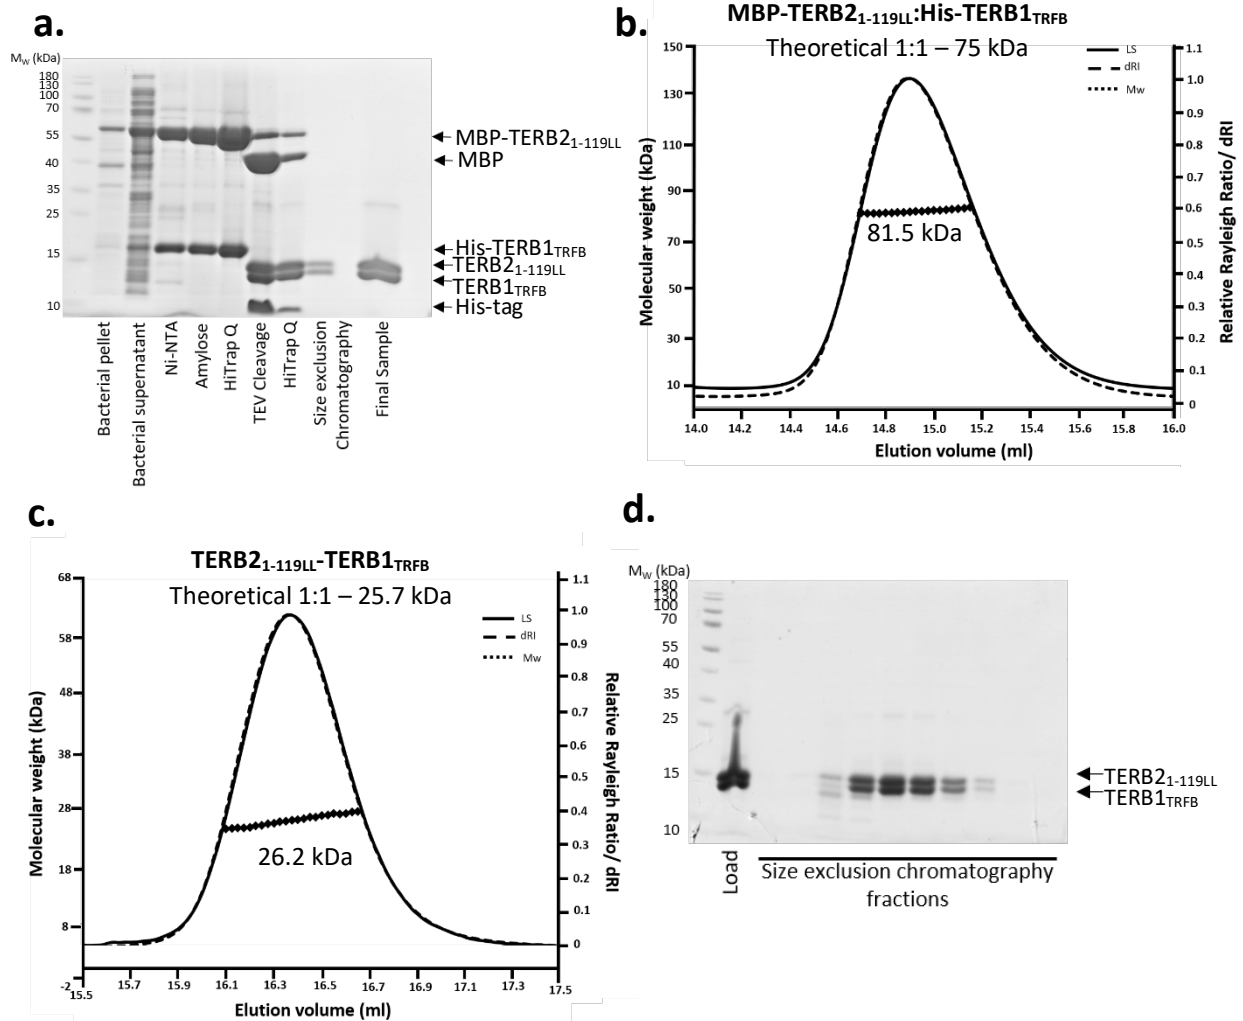 a.
Mw (kDa)
180
130
100
70
55
40
35
25
15
10
MBP-TERB21-119LL
MBP
His-TERB1TRFB
TERB21-119LL
TERB1TRFB
His-tag
Bacterial pellet
Bacterial supernatant
Ni-NTA
Amylose
HiTrap Q
TEV Cleavage
HiTrap Q
Size exclusion
Chromatography
Final Sample
b.
MBP-TERB21-119LL:His-TERB1TRFB
Theoretical 1:1 – 75 kDa
LS
dRI
Mw
81.5 kDa
Molecular weight (kDa)
150
130
110
90
70
50
30
10
Relative Rayleigh Ratio/ dRI
1.1
1.0
0.9
0.8
0.7
0.6
0.5
0.4
0.3
0.2
0.1
0
14.0 14.2 14.4 14.6 14.8 15.0 15.2 15.4 15.6 15.8 16.0
Elution volume (ml)
c.
TERB21-119LL-TERB1TRFB
Theoretical 1:1 – 25.7 kDa
LS
dRI
Mw
26.2 kDa
Molecular weight (kDa)
68
58
48
38
28
18
8
-2
Relative Rayleigh Ratio/ dRI
1.1
1.0
0.9
0.8
0.7
0.6
0.5
0.4
0.3
0.2
0.1
0
15.5 15.7 15.9 16.1 16.3 16.5 16.7 16.9 17.1 17.3 17.5
Elution volume (ml)
d.
Mw (kDa)
180
130
100
70
55
40
35
25
15
10
TERB21-119LL
TERB1TRFB
Load
Size exclusion chromatography
fractions